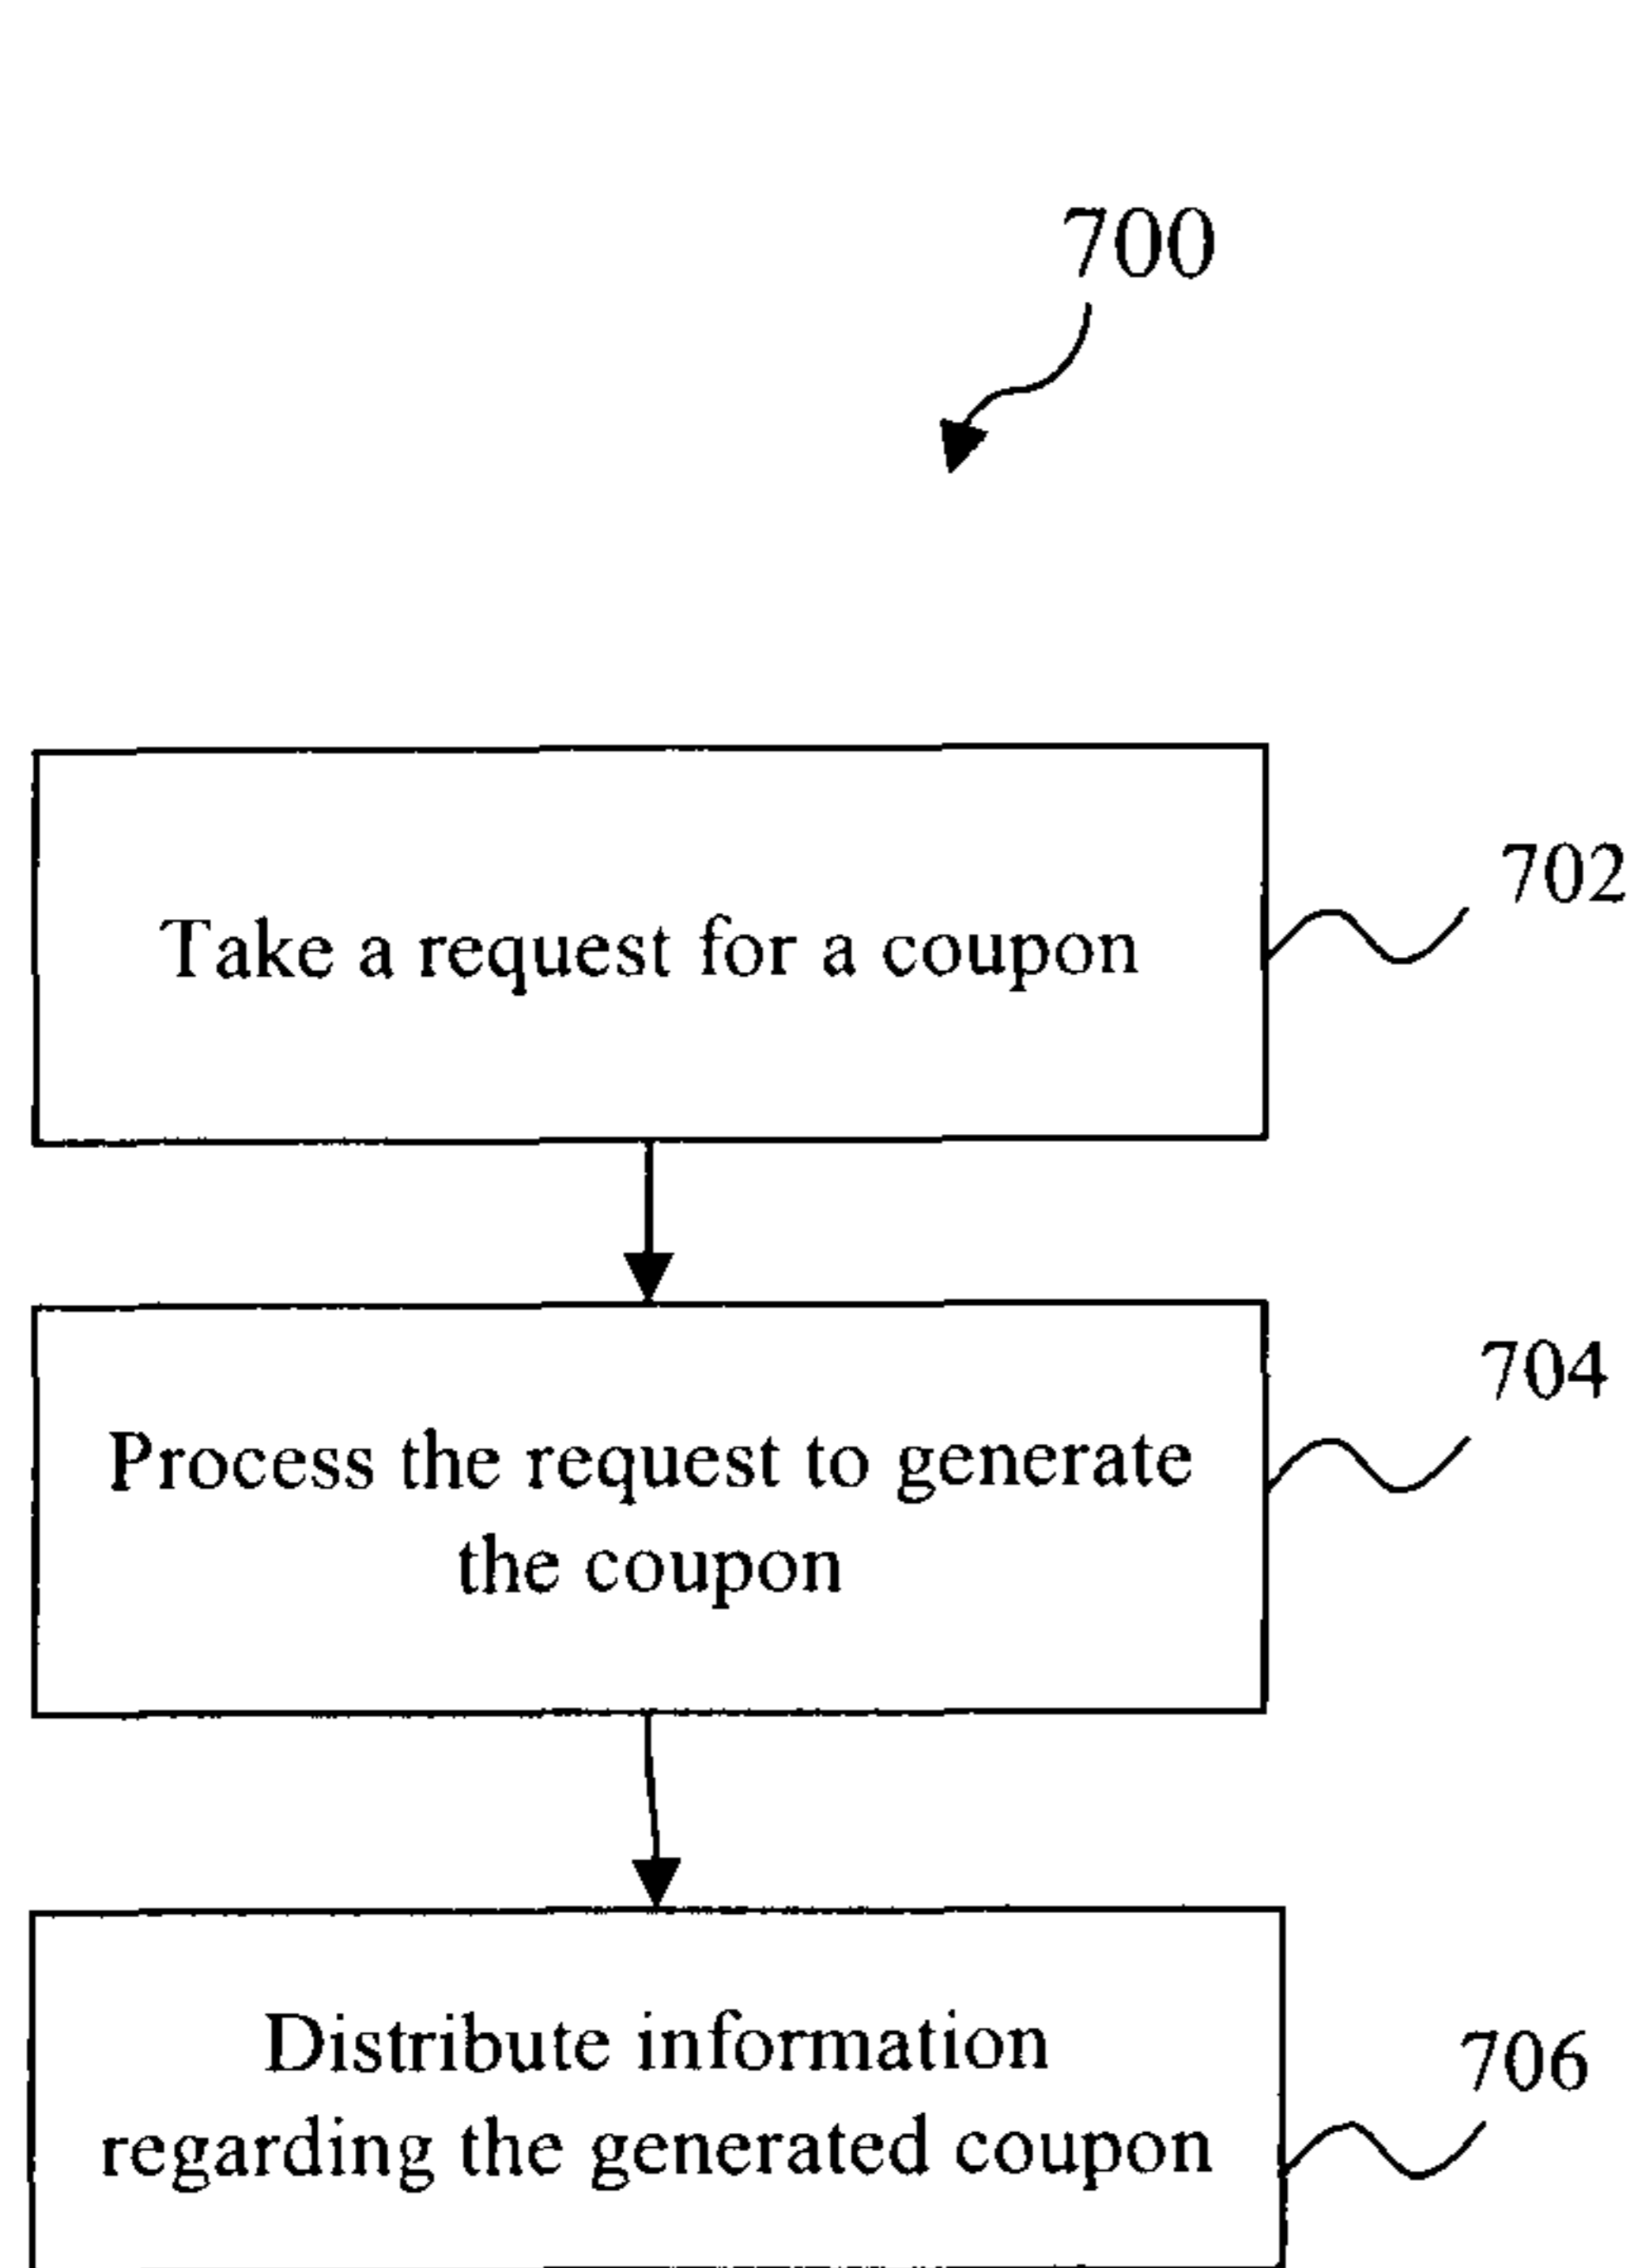 700
Take a request for a coupon
702
Process the request to generate
the coupon
704
Distribute information
regarding the generated coupon
706